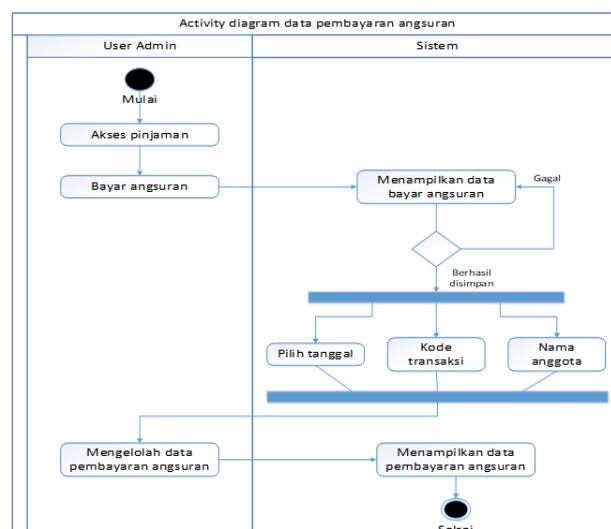 Activity diagram data pembayaran angsuran
User Admin
Sistem
Mulai
Akses pinjaman
Bayar angsuran
Menampilkan data
bayar angsuran
Gagal
Berhasil
disimpan
Pilih tanggal
Kode
transaksi
Nama
anggota
Mengelolah data
pembayaran angsuran
Menampilkan data
pembayaran angsuran
Selsai